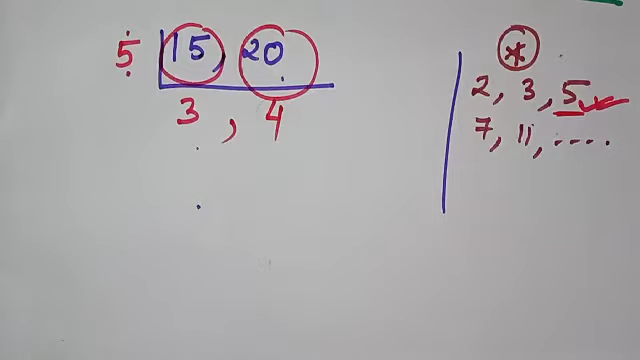 5 15, 20
3, 4
*
2, 3, 5
7, 11, ....